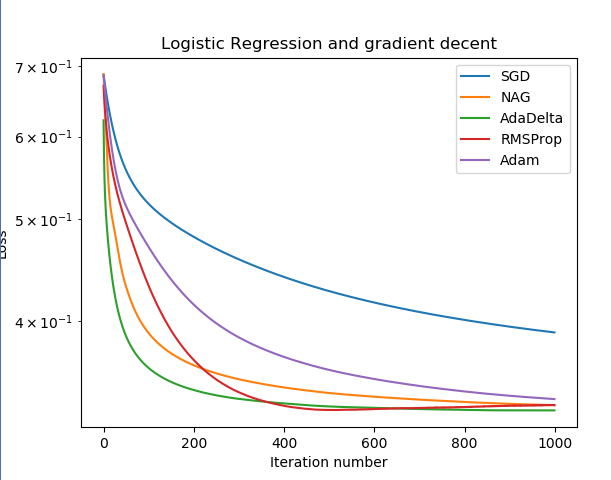 Logistic Regression and gradient decent
7 × 10⁻¹
6 × 10⁻¹
5 × 10⁻¹
4 × 10⁻¹
Loss
SGD
NAG
AdaDelta
RMSProp
Adam
0 200 400 600 800 1000
Iteration number